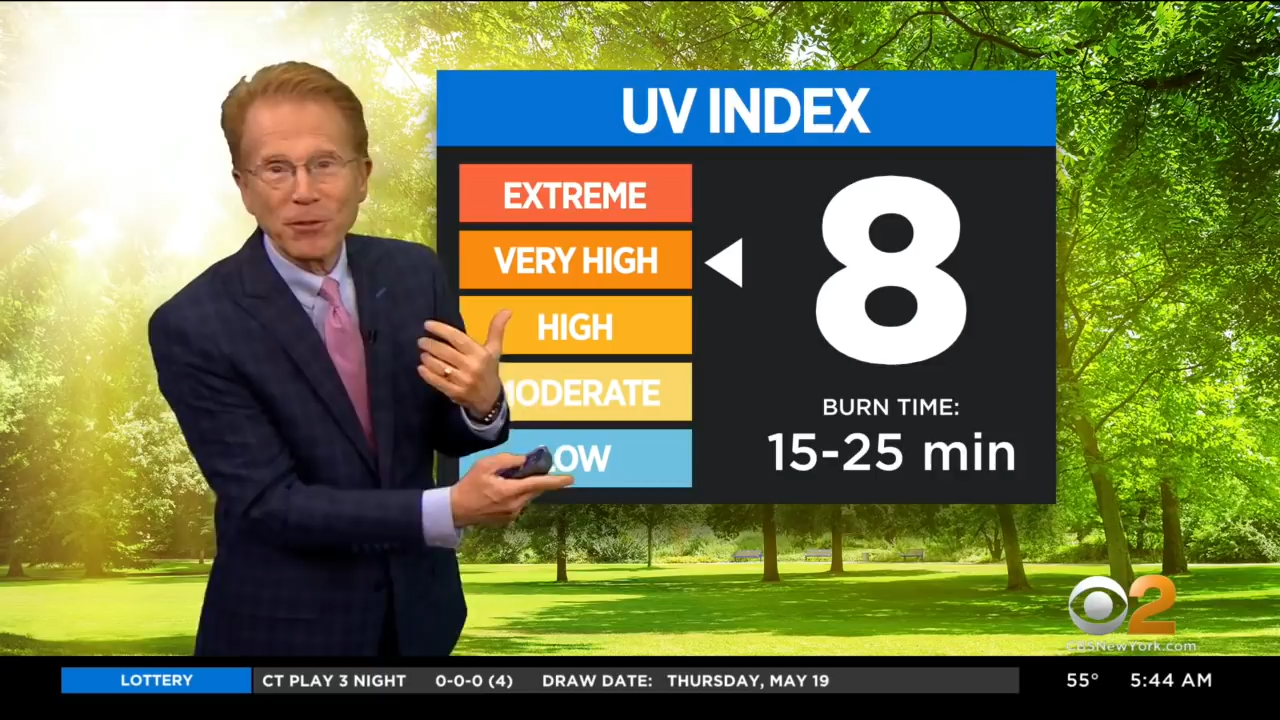 UV INDEX
EXTREME
VERY HIGH
HIGH
MODERATE
LOW
8
BURN TIME:
15-25 min
2
CBSNewYork.com
LOTTERY CT PLAY 3 NIGHT 0-0-0 (4) DRAW DATE: THURSDAY, MAY 19 55° 5:44 AM